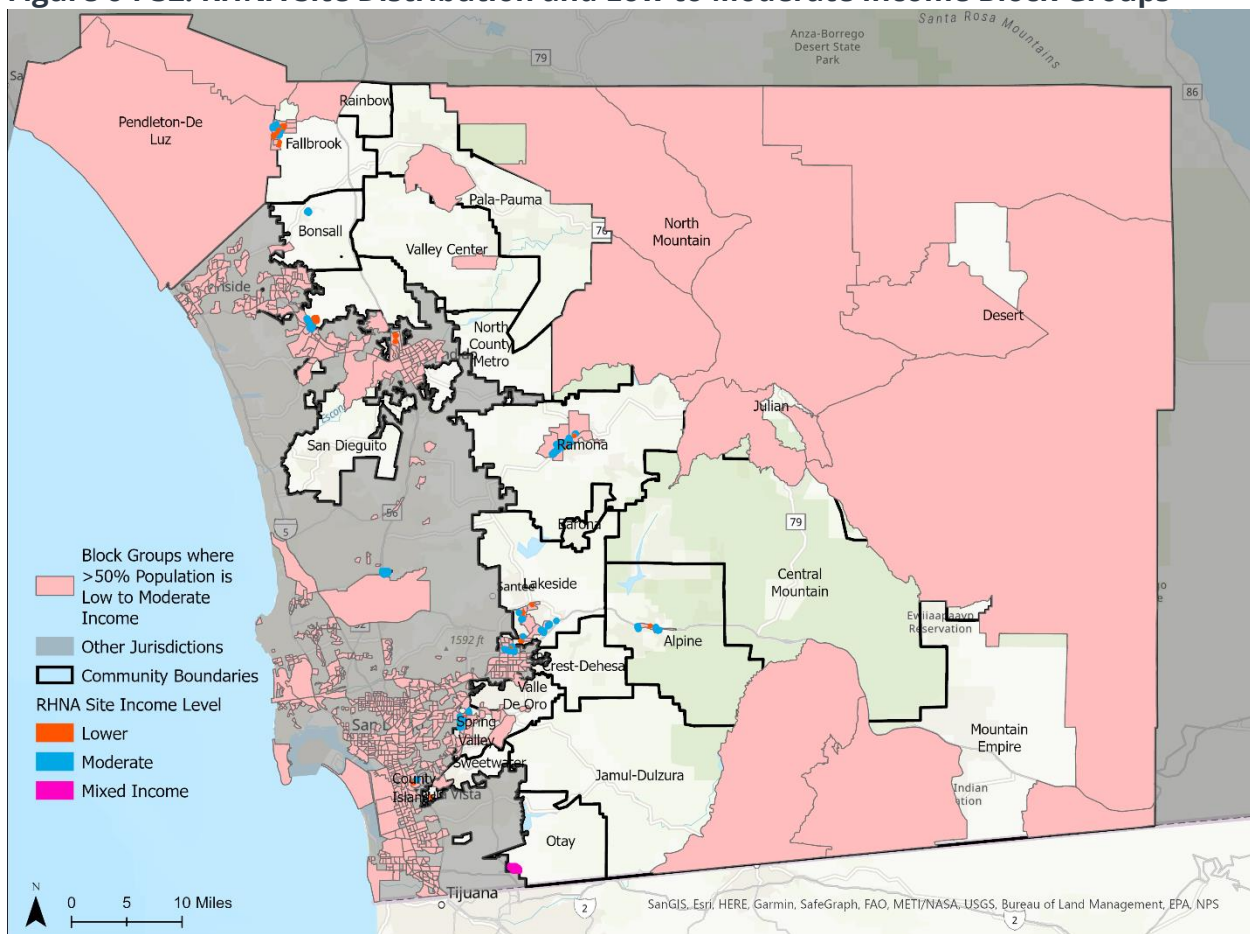 Santa Rosa Mountains
Anza-Borrego
Desert State
Park
79
86
Rainbow
Pendleton-De
Luz
Fallbrook
Pala-Pauma
North
Mountain
76
Bonsall
Valley Center
Desert
North
County
Metro
Julian
Ramona
San Dieguito
56
5
79
Barona
Block Groups where
>50% Population is
Low to Moderate
Income
Other Jurisdictions
Community Boundaries
RHNA Site Income Level
Lower
Moderate
Mixed Income
Lakeside
Santee
Central
Mountain
Alpine
Reservation
1592 ft
52
Crest-Dehesa
Valle
De Oro
Spring
Valley
Mountain
Empire
Sweetwater
Jamul-Dulzura
County
Indian
Otay
N
0 5 10 Miles
Tijuana
2
2
SanGIS, Esri, HERE, Garmin, SafeGraph, FAO, METI/NASA, USGS, Bureau of Land Management, EPA, NPS